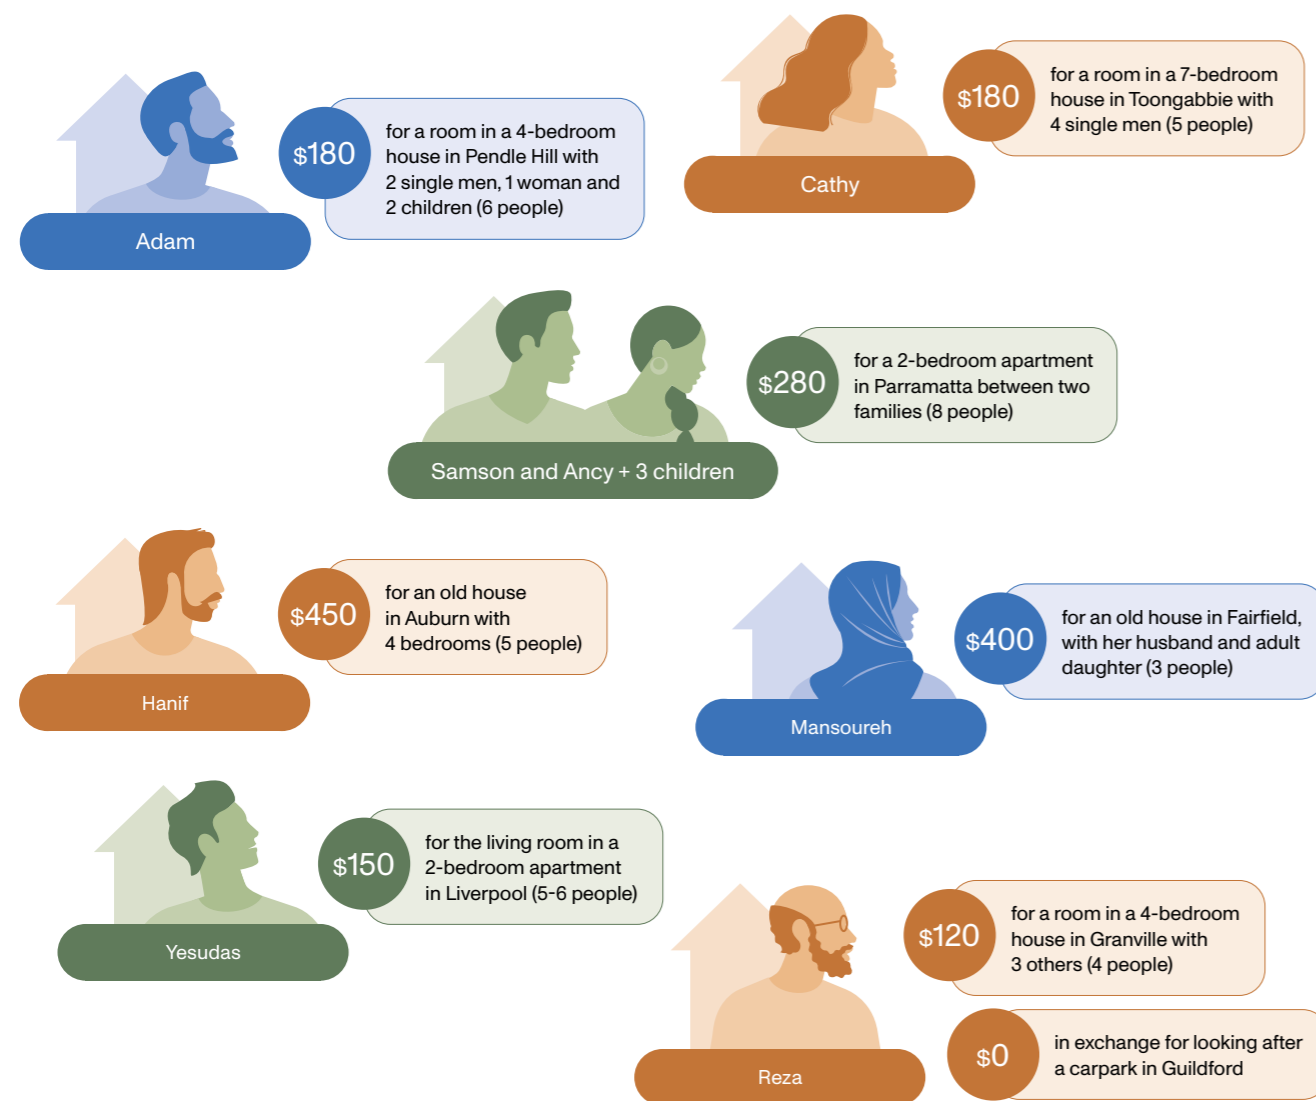 $180
for a room in a 4-bedroom
house in Pendle Hill with
2 single men, 1 woman and
2 children (6 people)
Adam
$180
for a room in a 7-bedroom
house in Toongabbie with
4 single men (5 people)
Cathy
$280
for a 2-bedroom apartment
in Parramatta between two
families (8 people)
Samson and Ancy + 3 children
$450
for an old house
in Auburn with
4 bedrooms (5 people)
Hanif
$400
for an old house in Fairfield,
with her husband and adult
daughter (3 people)
Mansoureh
$150
for the living room in a
2-bedroom apartment
in Liverpool (5-6 people)
Yesudas
$120
for a room in a 4-bedroom
house in Granville with
3 others (4 people)
$0
in exchange for looking after
a carpark in Guildford
Reza